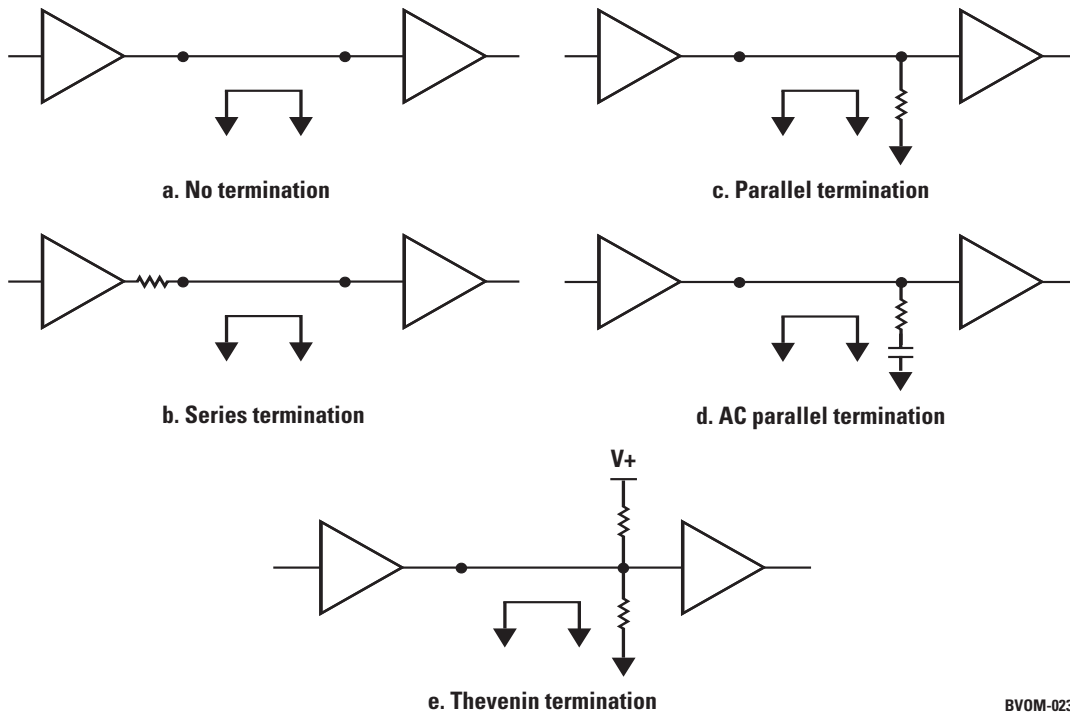 a. No termination
c. Parallel termination
b. Series termination
d. AC parallel termination
V+
e. Thevenin termination
BVOM-023